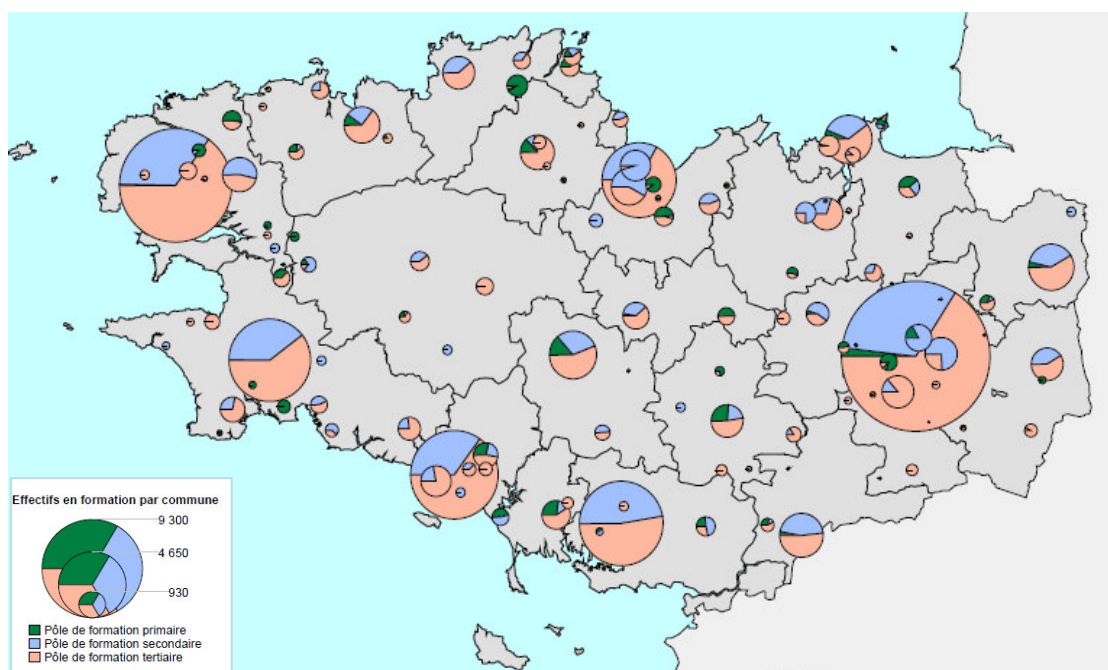 Effectifs en formation par commune
9 300
4 650
930
Pôle de formation primaire
Pôle de formation secondaire
Pôle de formation tertiaire